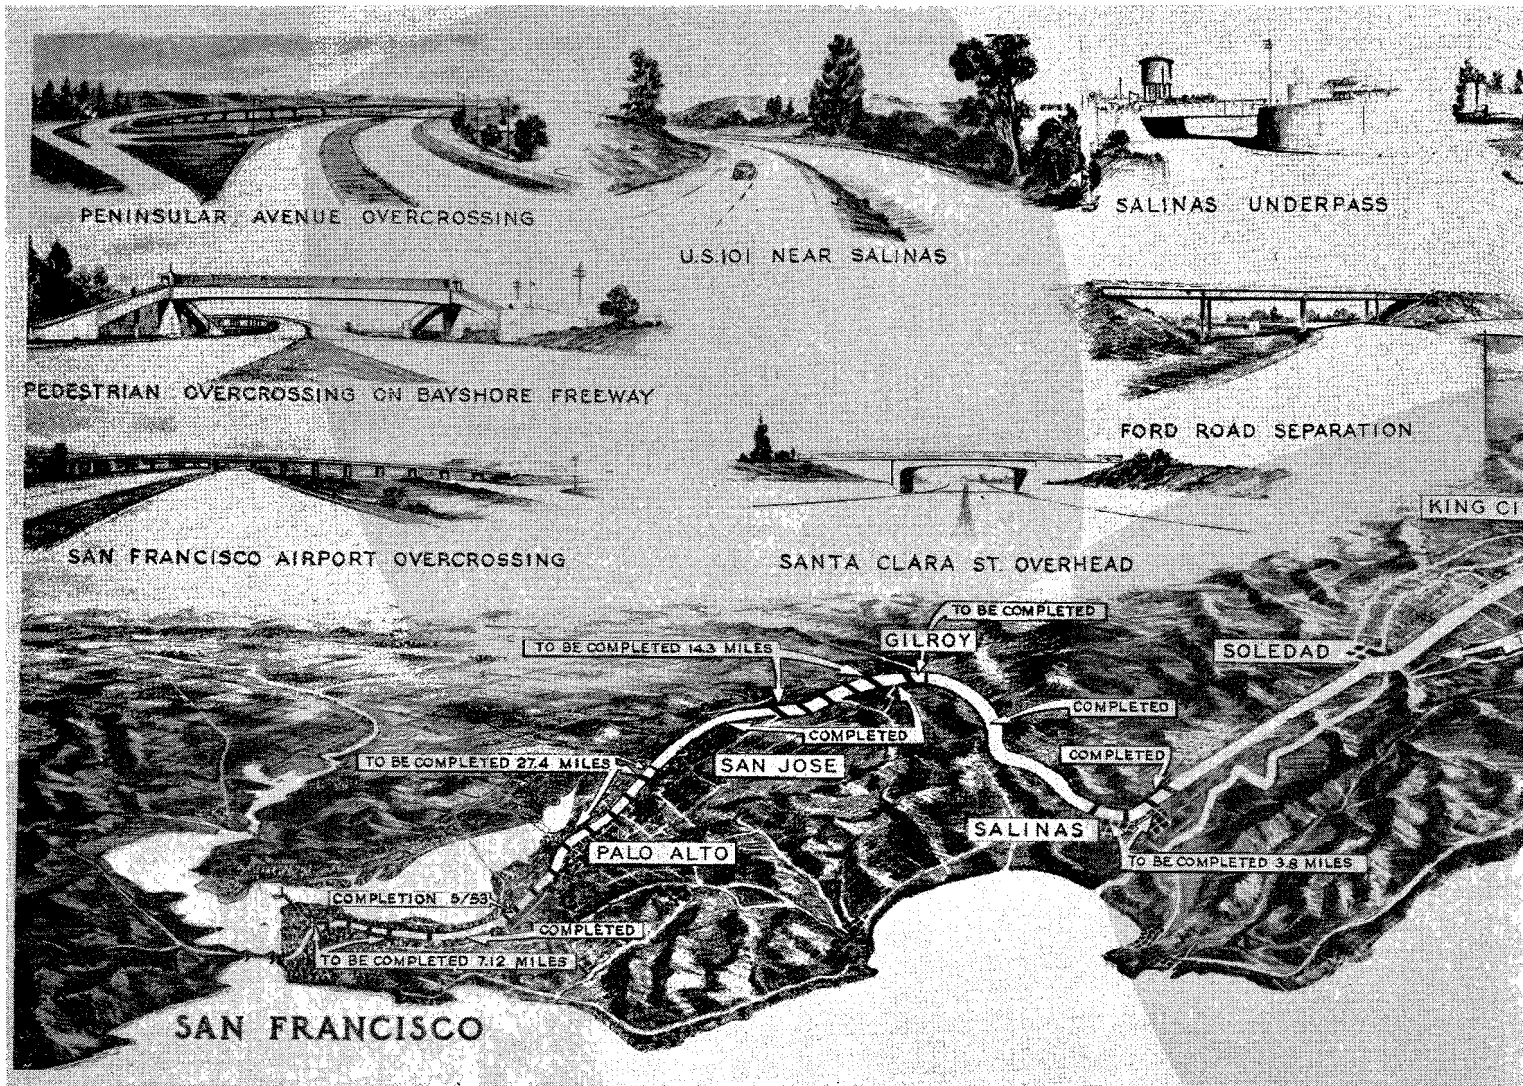 PENINSULAR AVENUE OVERCROSSING
U.S. 101 NEAR SALINAS
SALINAS UNDERPASS
PEDESTRIAN OVERCROSSING ON BAYSHORE FREEWAY
FORD ROAD SEPARATION
SAN FRANCISCO AIRPORT OVERCROSSING
SANTA CLARA ST. OVERHEAD
KING CI
TO BE COMPLETED
GILROY
TO BE COMPLETED 14.3 MILES
SOLEDAD
COMPLETED
COMPLETED
COMPLETED
TO BE COMPLETED 27.4 MILES
SAN JOSE
SALINAS
PALO ALTO
TO BE COMPLETED 3.8 MILES
COMPLETION 5/53
COMPLETED
TO BE COMPLETED 7.12 MILES
SAN FRANCISCO